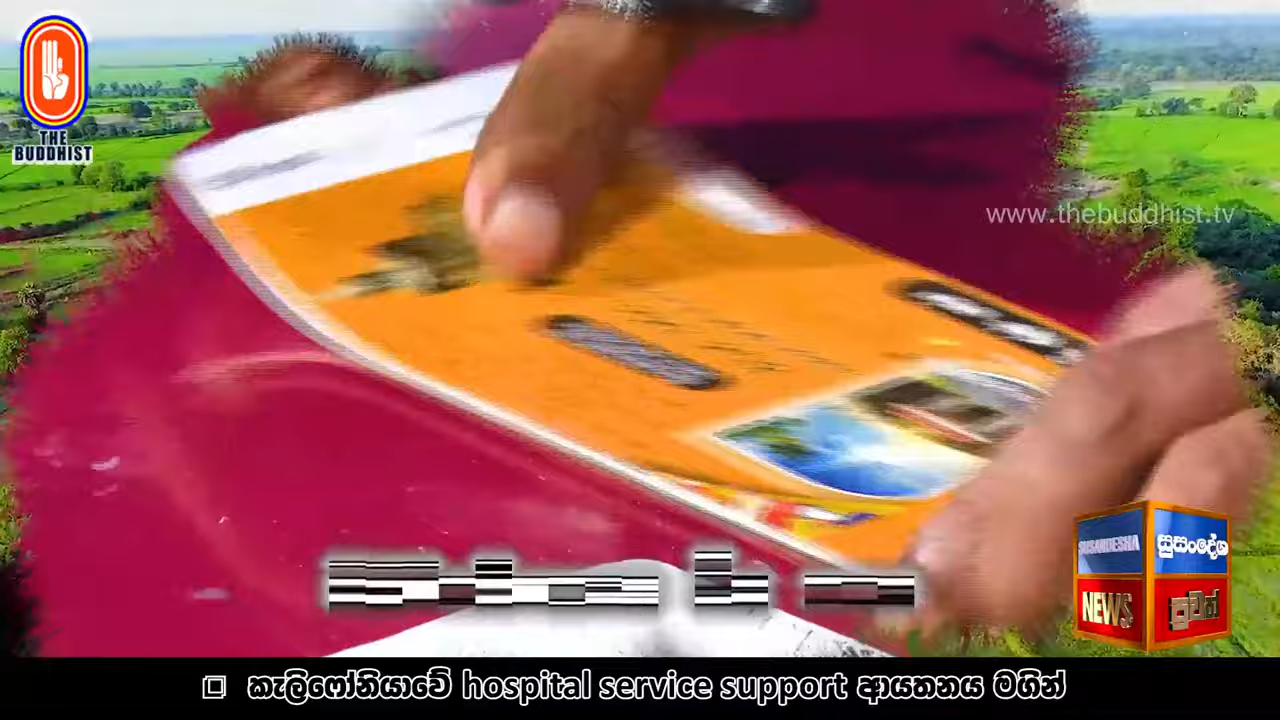 THE
BUDDHIST
www.thebuddhist.tv
SUSANDESHA
සුසංදේශ
NEWS
පුවත්
කැලිෆෝනියාවේ hospital service support ආයතනය මගින්